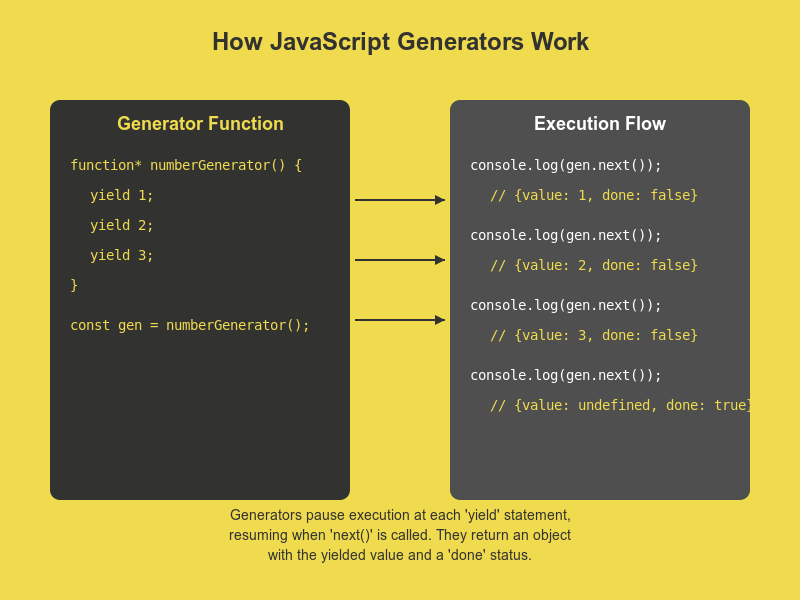 How JavaScript Generators Work
Generator Function
function* numberGenerator() {
yield 1;
yield 2;
yield 3;
}
const gen = numberGenerator();
Execution Flow
console.log(gen.next());
// {value: 1, done: false}
console.log(gen.next());
// {value: 2, done: false}
console.log(gen.next());
// {value: 3, done: false}
console.log(gen.next());
// {value: undefined, done: true}
Generators pause execution at each 'yield' statement,
resuming when 'next()' is called. They return an object
with the yielded value and a 'done' status.